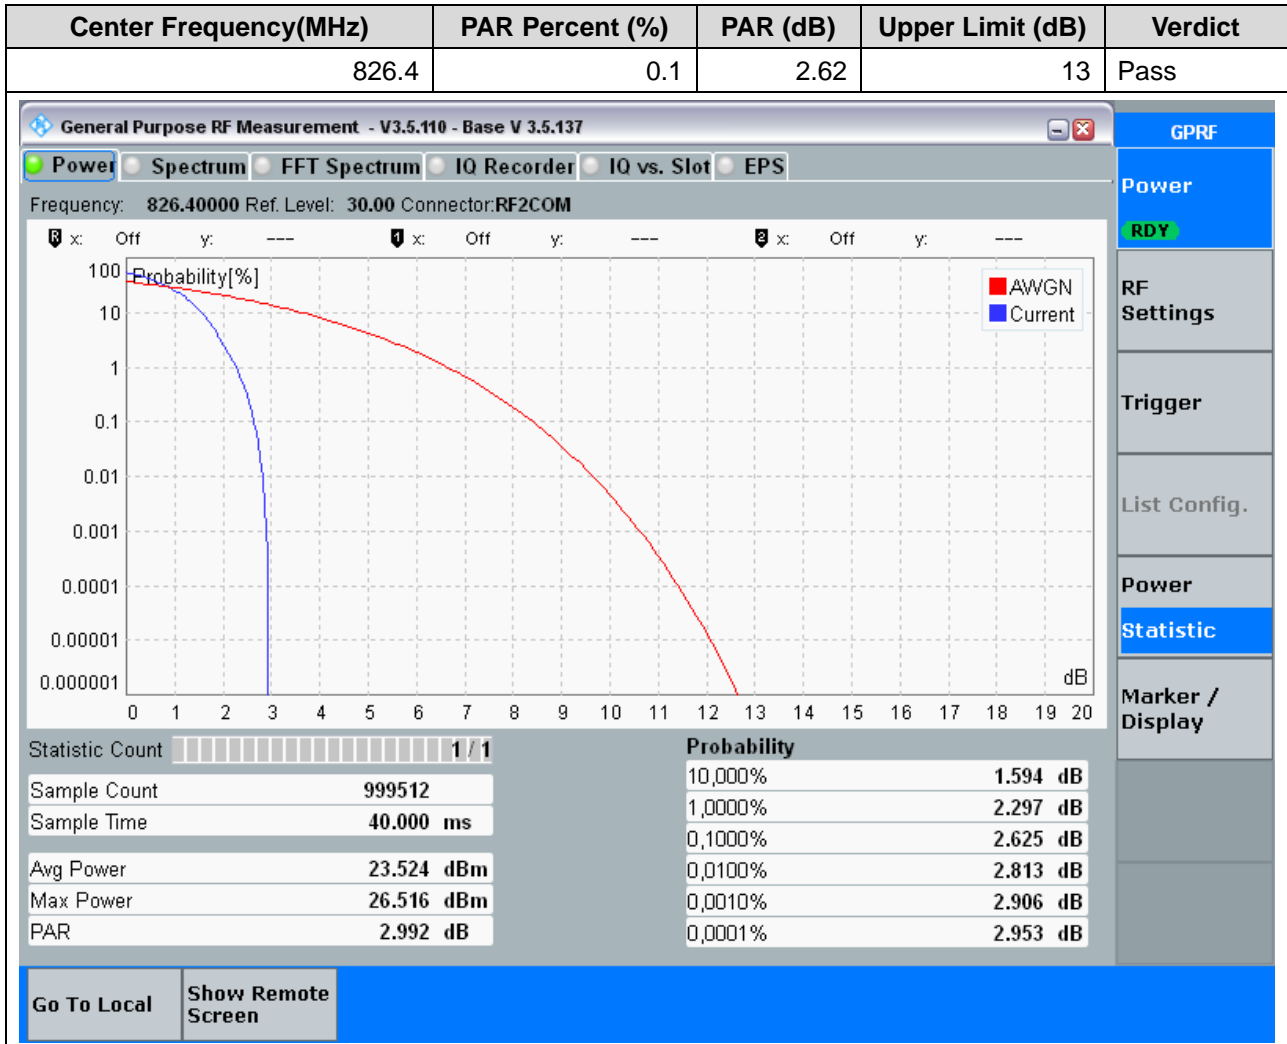 Center Frequency(MHz) PAR Percent (%) PAR (dB) Upper Limit (dB) Verdict
826.4 0.1 2.62 13 Pass
General Purpose RF Measurement - V3.5.110 - Base V 3.5.137
GPRF
Power Spectrum FFT Spectrum IQ Recorder IQ vs. Slot EPS
Frequency: 826.40000 Ref. Level: 30.00 Connector:RF2COM
R x: Off y: --- 1 x: Off y: --- 2 x: Off y: ---
Probability[%]
AWGN
Current
100
10
1
0.1
0.01
0.001
0.0001
0.00001
0.000001
dB
0 1 2 3 4 5 6 7 8 9 10 11 12 13 14 15 16 17 18 19 20
Statistic Count 1 / 1
Sample Count 999512
Sample Time 40.000 ms
Avg Power 23.524 dBm
Max Power 26.516 dBm
PAR 2.992 dB
Probability
10,000% 1.594 dB
1,0000% 2.297 dB
0,1000% 2.625 dB
0,0100% 2.813 dB
0,0010% 2.906 dB
0,0001% 2.953 dB
Power
RDY
RF
Settings
Trigger
List Config.
Power
Statistic
Marker /
Display
Go To Local
Show Remote
Screen